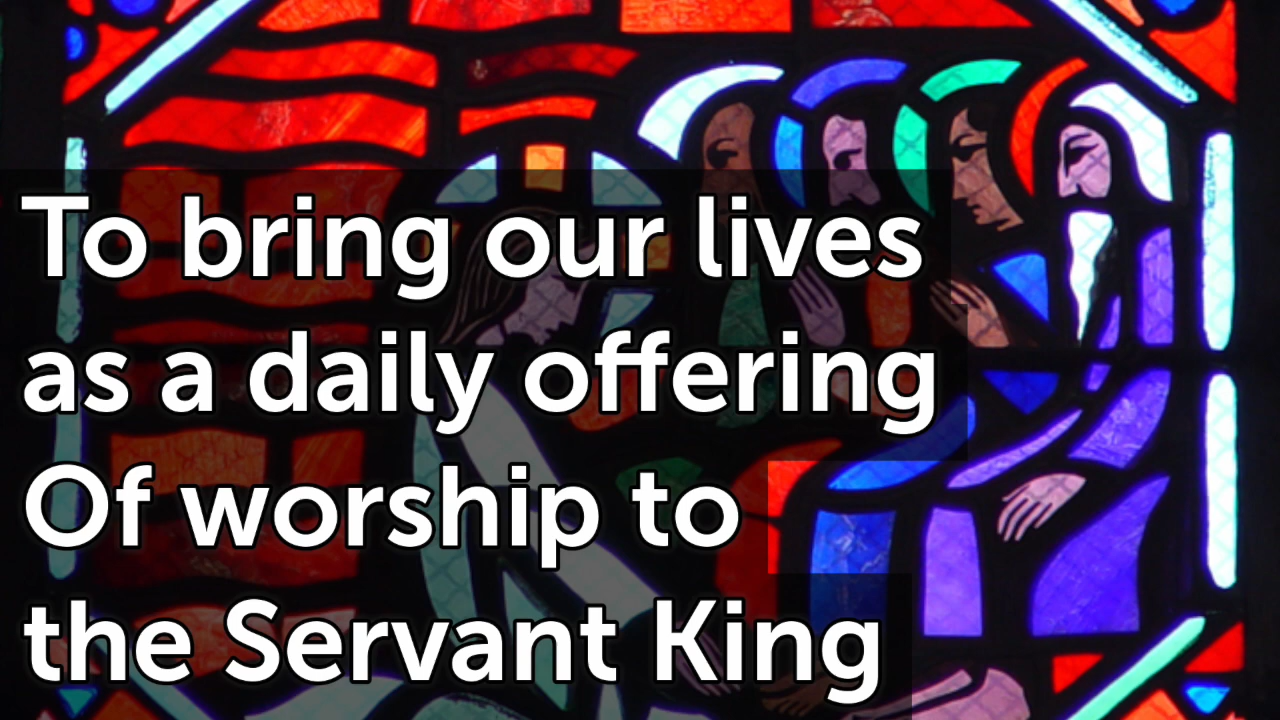 To bring our lives
as a daily offering
Of worship to
the Servant King